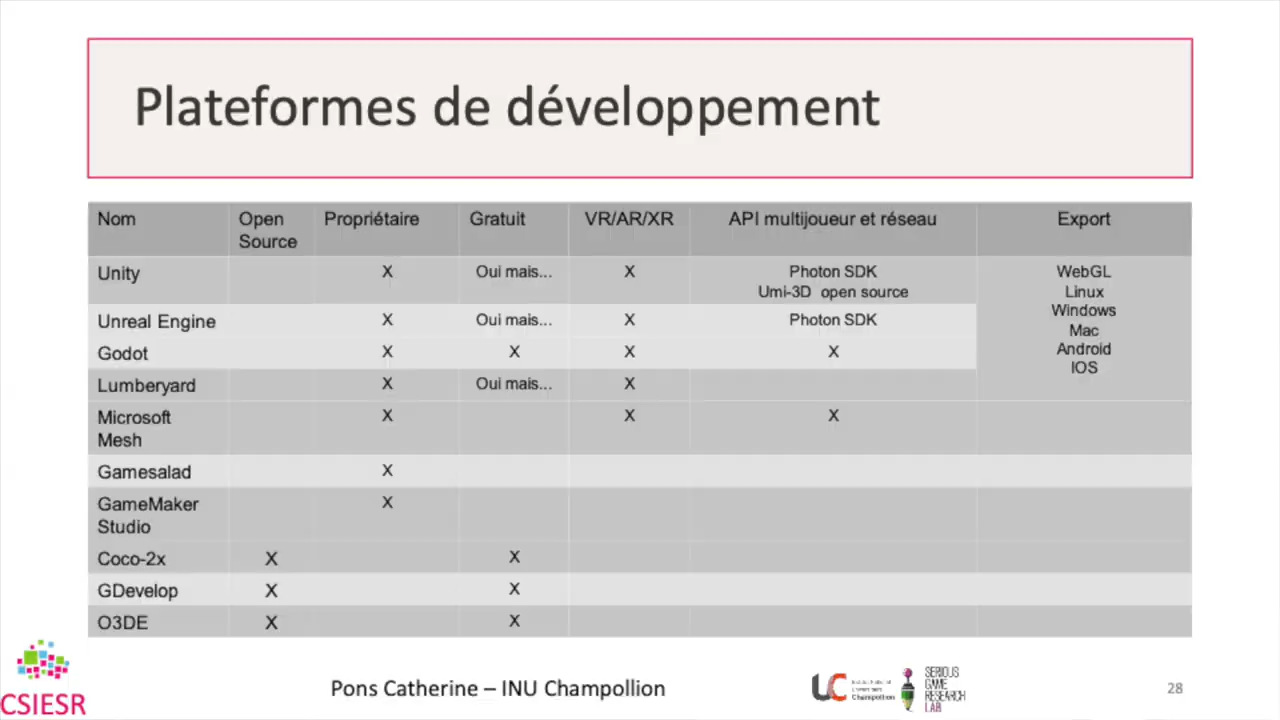 Plateformes de développement
Nom Open Source Propriétaire Gratuit VR/AR/XR API multijoueur et réseau Export
Unity X Oui mais... X Photon SDK Umi-3D open source WebGL Linux Windows Mac Android IOS
Unreal Engine X Oui mais... X Photon SDK
Godot X X X X
Lumberyard X Oui mais... X
Microsoft Mesh X X X
Gamesalad X
GameMaker Studio X
Coco-2x X X
GDevelop X X
O3DE X X
CSIESR
Pons Catherine – INU Champollion
UC
Champollion
SERIOUS
GAME
RESEARCH
LAB
28